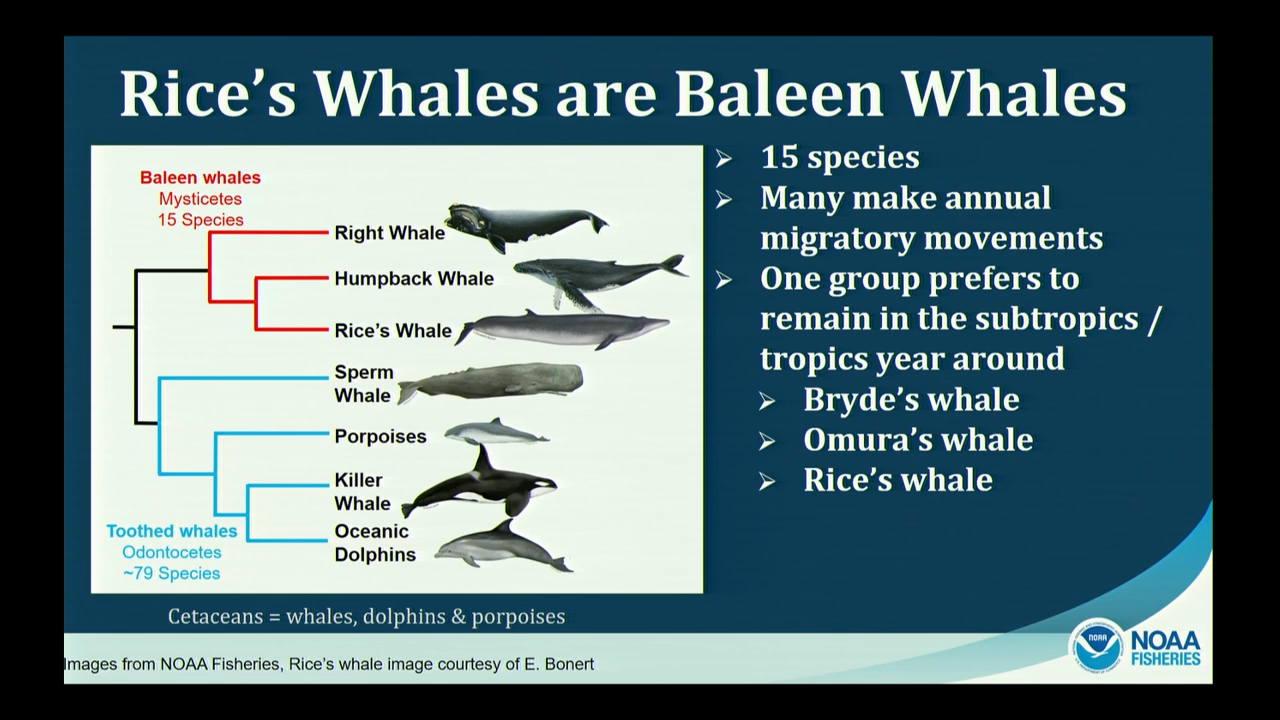 Rice's Whales are Baleen Whales
Baleen whales
Mysticetes
15 Species
Right Whale
Humpback Whale
Rice's Whale
Sperm
Whale
Porpoises
Killer
Whale
Oceanic
Dolphins
Toothed whales
Odontocetes
~79 Species
Cetaceans = whales, dolphins & porpoises
➢ 15 species
➢ Many make annual
migratory movements
➢ One group prefers to
remain in the subtropics /
tropics year around
➢ Bryde's whale
➢ Omura's whale
➢ Rice's whale
Images from NOAA Fisheries, Rice's whale image courtesy of E. Bonert
NOAA
NOAA
FISHERIES